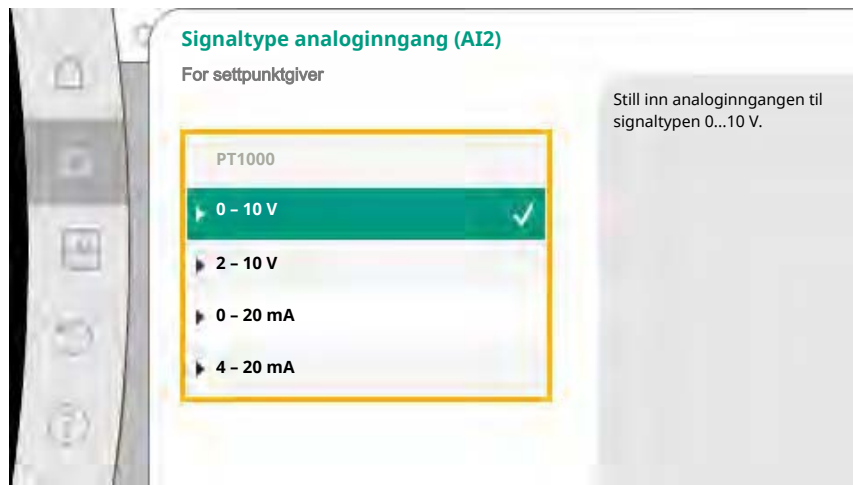 Signaltype analoginngang (AI2)
For settpunktgiver
Still inn analoginngangen til
signaltypen 0...10 V.
PT1000
0 – 10 V
2 – 10 V
0 – 20 mA
4 – 20 mA